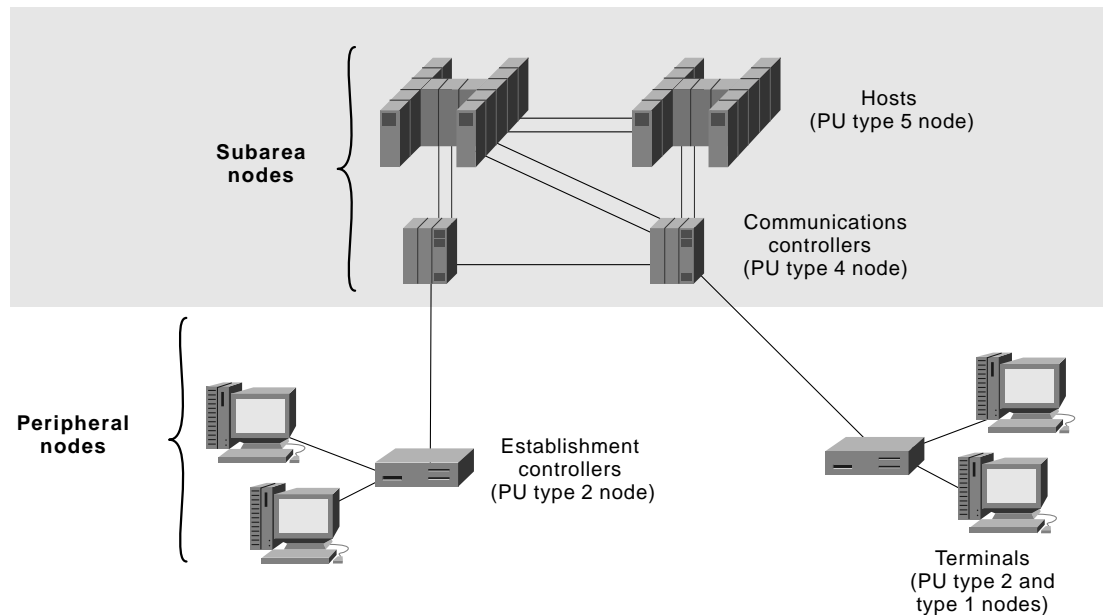 Hosts
(PU type 5 node)
Subarea
nodes
Communications
controllers
(PU type 4 node)
Peripheral
nodes
Establishment
controllers
(PU type 2 node)
Terminals
(PU type 2 and
type 1 nodes)